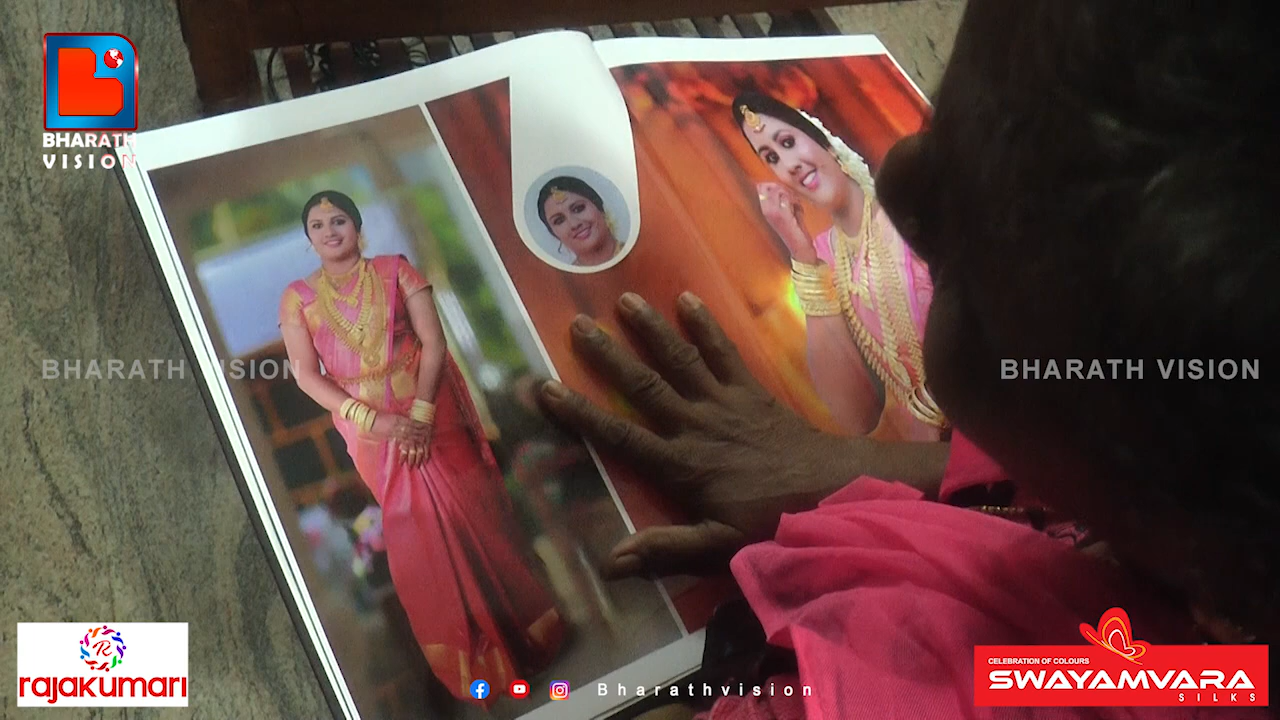 BHARATH
VISION
BHARATH VISION
BHARATH VISION
R
rajakumari
Bharathvision
CELEBRATION OF COLOURS
SWAYAMVARA
SILKS